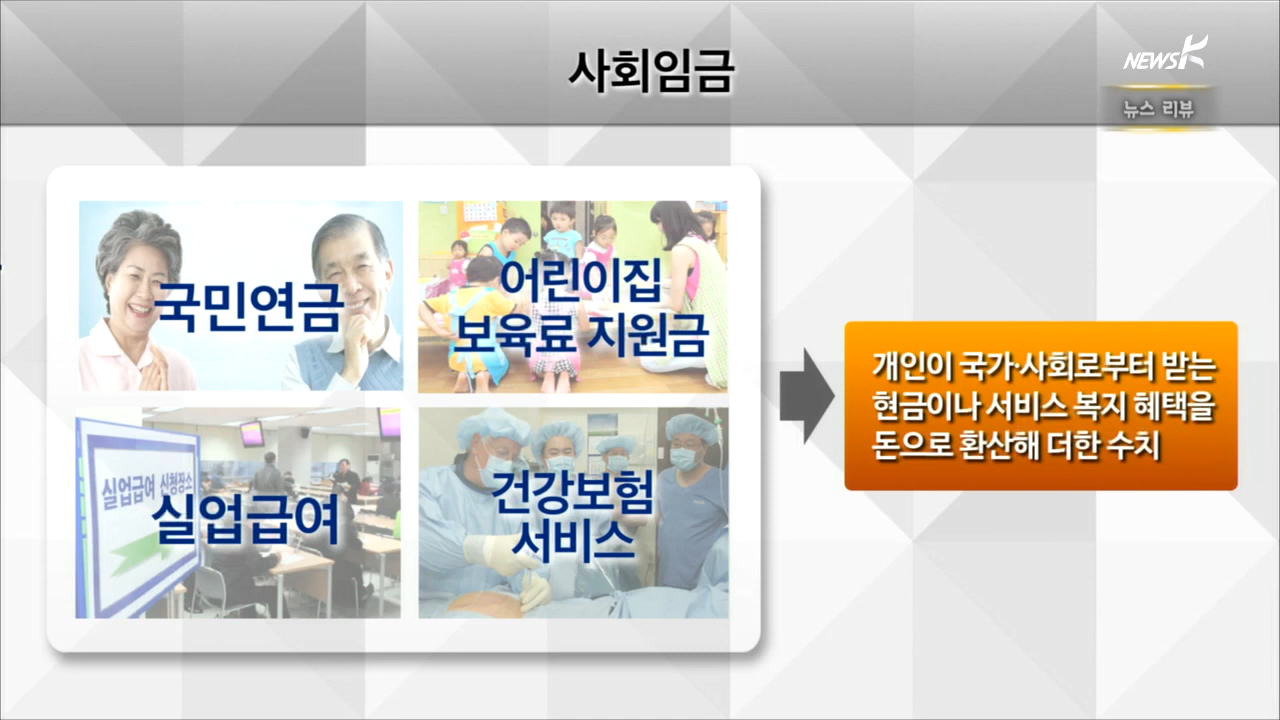 사회임금
NEWS K
뉴스 리뷰
국민연금
어린이집
보육료 지원금
실업급여 신청장소
실업급여
건강보험
서비스
개인이 국가·사회로부터 받는
현금이나 서비스 복지 혜택을
돈으로 환산해 더한 수치